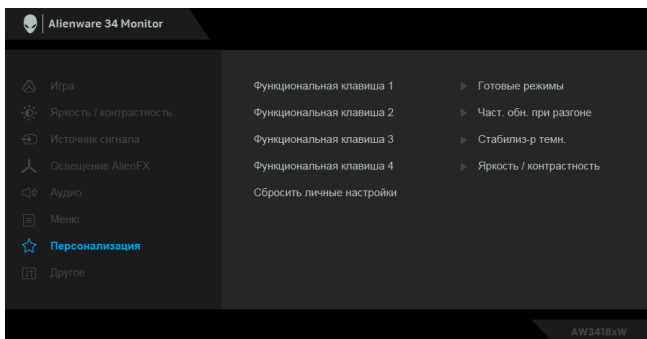 Alienware 34 Monitor
Игра
Яркость / контрастность
Источник сигнала
Освещение AlienFX
Аудио
Меню
Персонализация
Другое
Функциональная клавиша 1 Готовые режимы
Функциональная клавиша 2 Част. обн. при разгоне
Функциональная клавиша 3 Стабилиз-р темн.
Функциональная клавиша 4 Яркость / контрастность
Сбросить личные настройки
AW3418xW